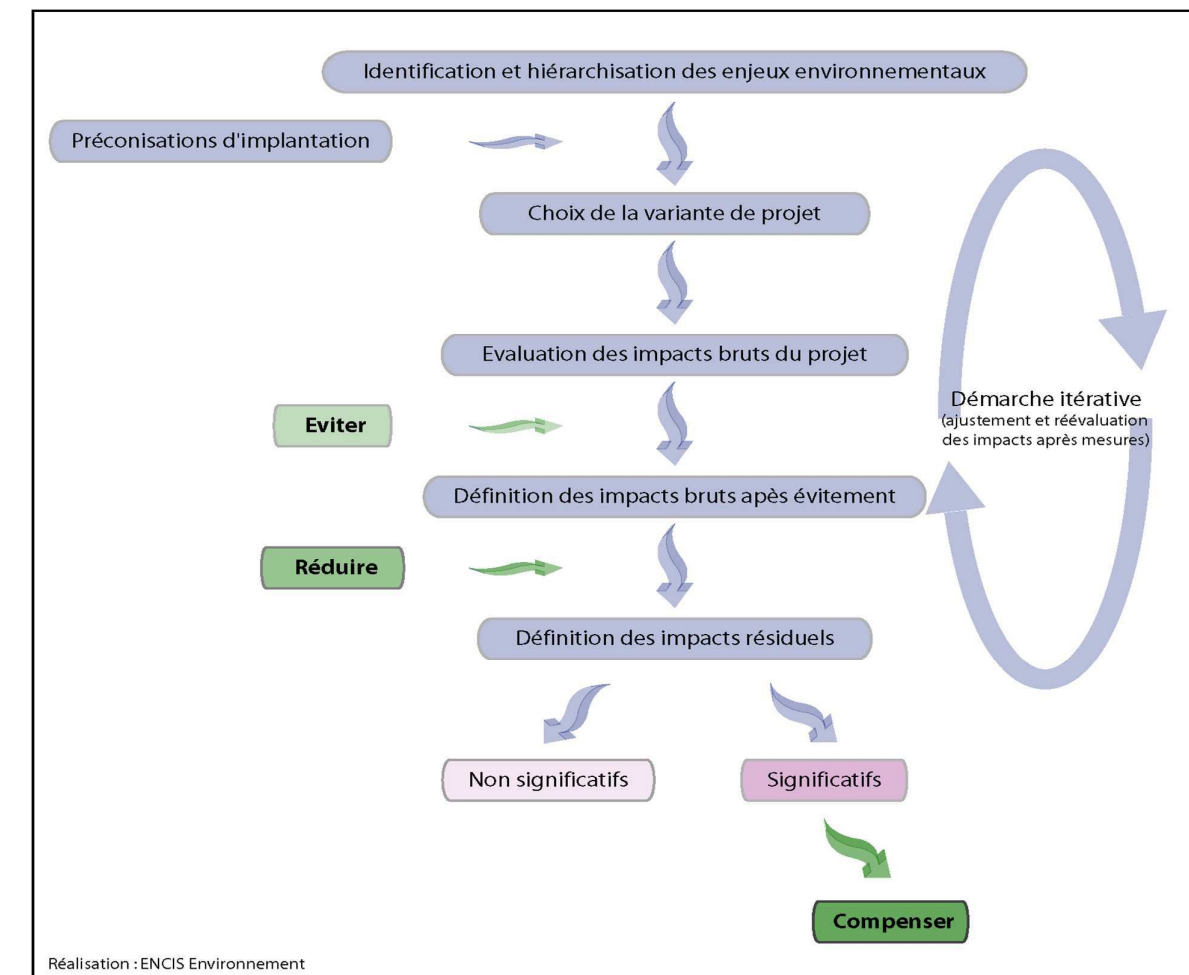 Identification et hiérarchisation des enjeux environnementaux
Préconisations d'implantation
Choix de la variante de projet
Evaluation des impacts bruts du projet
Démarche itérative
(ajustement et réévaluation
des impacts après mesures)
Eviter
Définition des impacts bruts apès évitement
Réduire
Définition des impacts résiduels
Non significatifs
Significatifs
Compenser
Réalisation : ENCIS Environnement